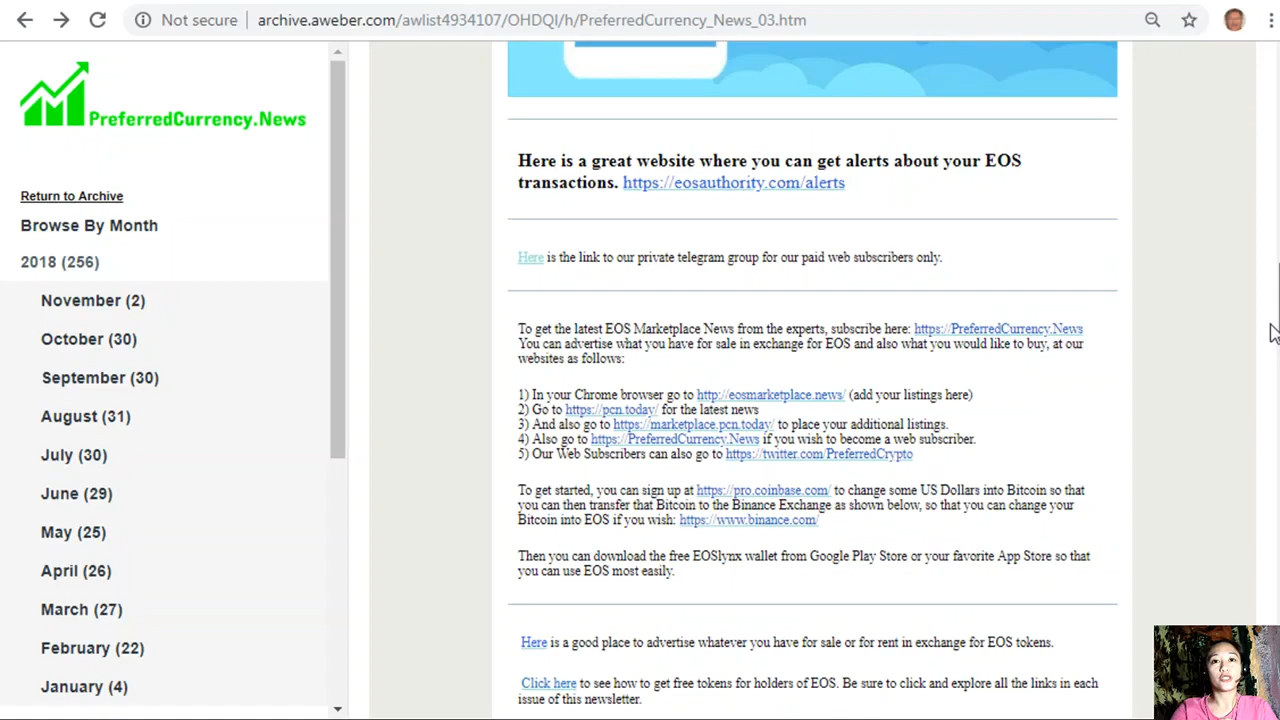 Not secure
archive.aweber.com/awlist4934107/OHDQI/h/PreferredCurrency_News_03.htm
PreferredCurrency.News
Return to Archive
Browse By Month
2018 (256)
November (2)
October (30)
September (30)
August (31)
July (30)
June (29)
May (25)
April (26)
March (27)
February (22)
January (4)
Here is a great website where you can get alerts about your EOS
transactions. https://eosauthority.com/alerts
Here is the link to our private telegram group for our paid web subscribers only.
To get the latest EOS Marketplace News from the experts, subscribe here: https://PreferredCurrency.News
You can advertise what you have for sale in exchange for EOS and also what you would like to buy, at our
websites as follows:
1) In your Chrome browser go to http://eosmarketplace.news/ (add your listings here)
2) Go to https://pcn.today/ for the latest news
3) And also go to https://marketplace.pcn.today/ to place your additional listings.
4) Also go to https://PreferredCurrency.News if you wish to become a web subscriber.
5) Our Web Subscribers can also go to https://twitter.com/PreferredCrypto
To get started, you can sign up at https://pro.coinbase.com/ to change some US Dollars into Bitcoin so that
you can then transfer that Bitcoin to the Binance Exchange as shown below, so that you can change your
Bitcoin into EOS if you wish: https://www.binance.com/
Then you can download the free EOSlynx wallet from Google Play Store or your favorite App Store so that
you can use EOS most easily.
Here is a good place to advertise whatever you have for sale or for rent in exchange for EOS tokens.
Click here to see how to get free tokens for holders of EOS. Be sure to click and explore all the links in each
issue of this newsletter.